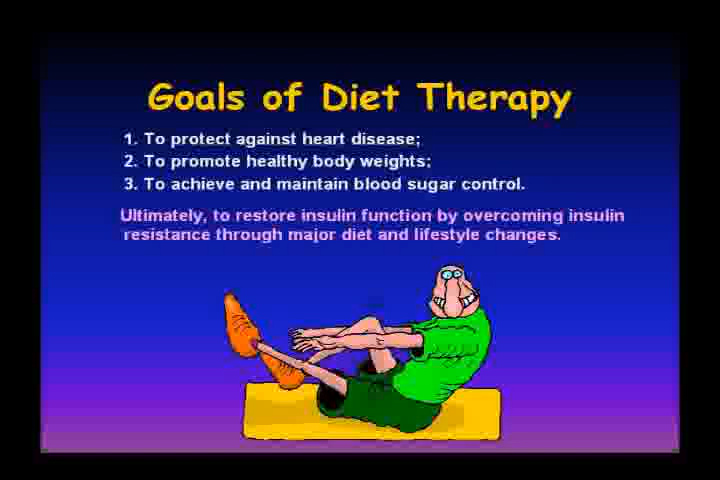 Goals of Diet Therapy
1. To protect against heart disease;
2. To promote healthy body weights;
3. To achieve and maintain blood sugar control.
Ultimately, to restore insulin function by overcoming insulin
resistance through major diet and lifestyle changes.